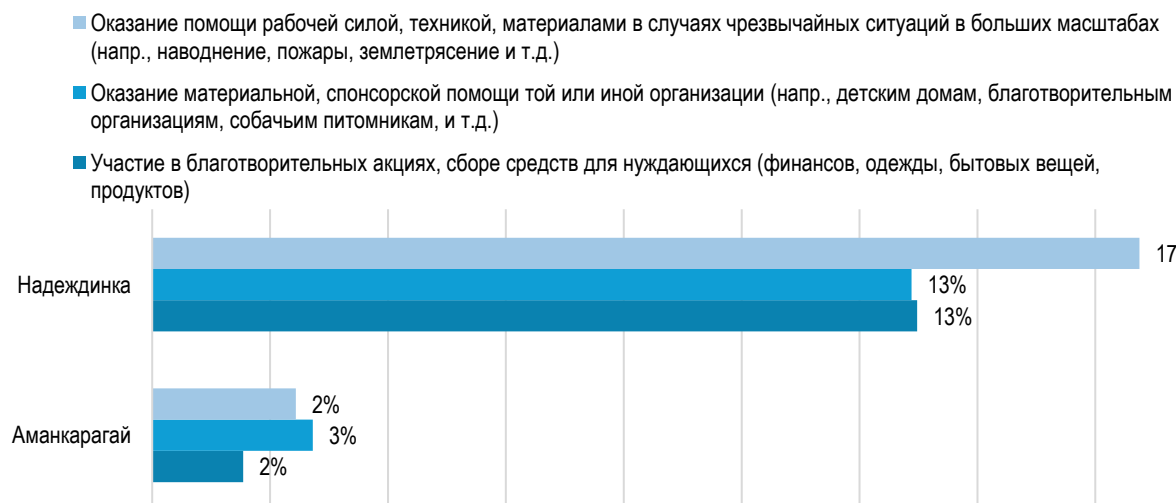 Оказание помощи рабочей силой, техникой, материалами в случаях чрезвычайных ситуаций в больших масштабах
(напр., наводнение, пожары, землетрясение и т.д.)
Оказание материальной, спонсорской помощи той или иной организации (напр., детским домам, благотворительным
организациям, собачьим питомникам, и т.д.)
Участие в благотворительных акциях, сборе средств для нуждающихся (финансов, одежды, бытовых вещей,
продуктов)
17
Надеждинка
13%
13%
2%
Аманкарагай
3%
2%